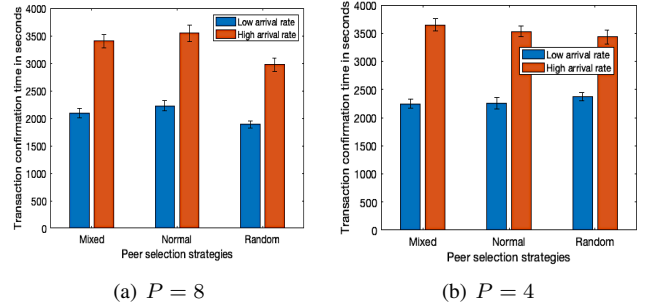 Transaction confirmation time in seconds
4000
3500
3000
2500
2000
1500
1000
500
0
Low arrival rate
High arrival rate
Mixed
Normal
Random
Peer selection strategies
(a) P = 8
Transaction confirmation time in seconds
4000
3500
3000
2500
2000
1500
1000
500
0
Low arrival rate
High arrival rate
Mixed
Normal
Random
Peer selection strategies
(b) P = 4